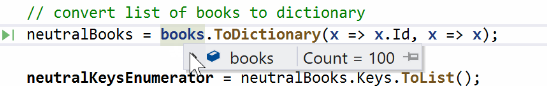 // convert list of books to dictionary
neutralBooks = books.ToDictionary(x => x.Id, x => x);
books Count = 100
neutralKeysEnumerator = neutralBooks.Keys.ToList();